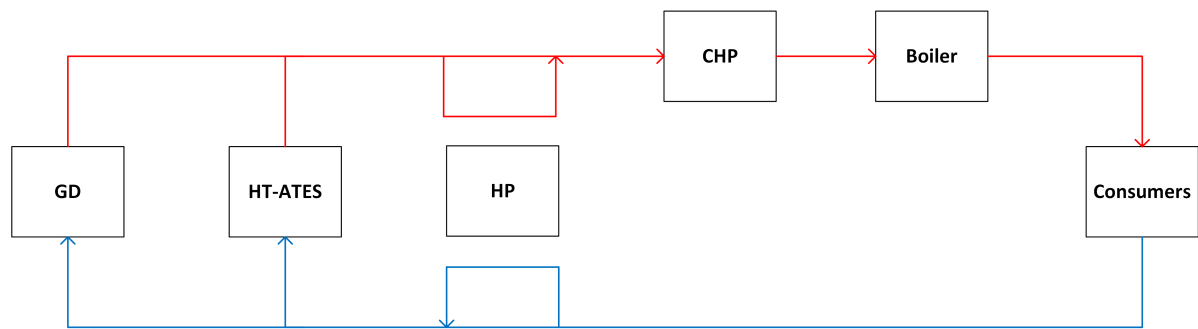 CHP
Boiler
GD
HT-ATES
HP
Consumers